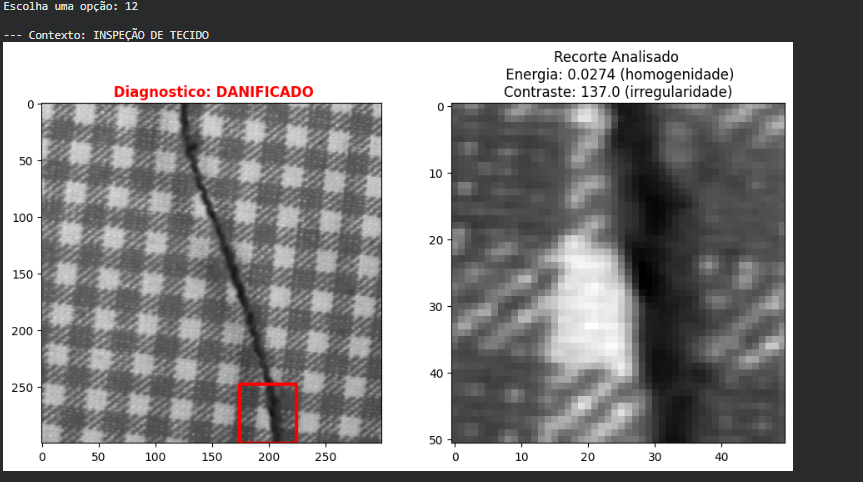 Escolha uma opção: 12
--- Contexto: INSPEÇÃO DE TECIDO
Diagnostico: DANIFICADO
0
50
100
150
200
250
0 50 100 150 200 250
Recorte Analisado
Energia: 0.0274 (homogenidade)
Contraste: 137.0 (irregularidade)
0
10
20
30
40
50
0 10 20 30 40